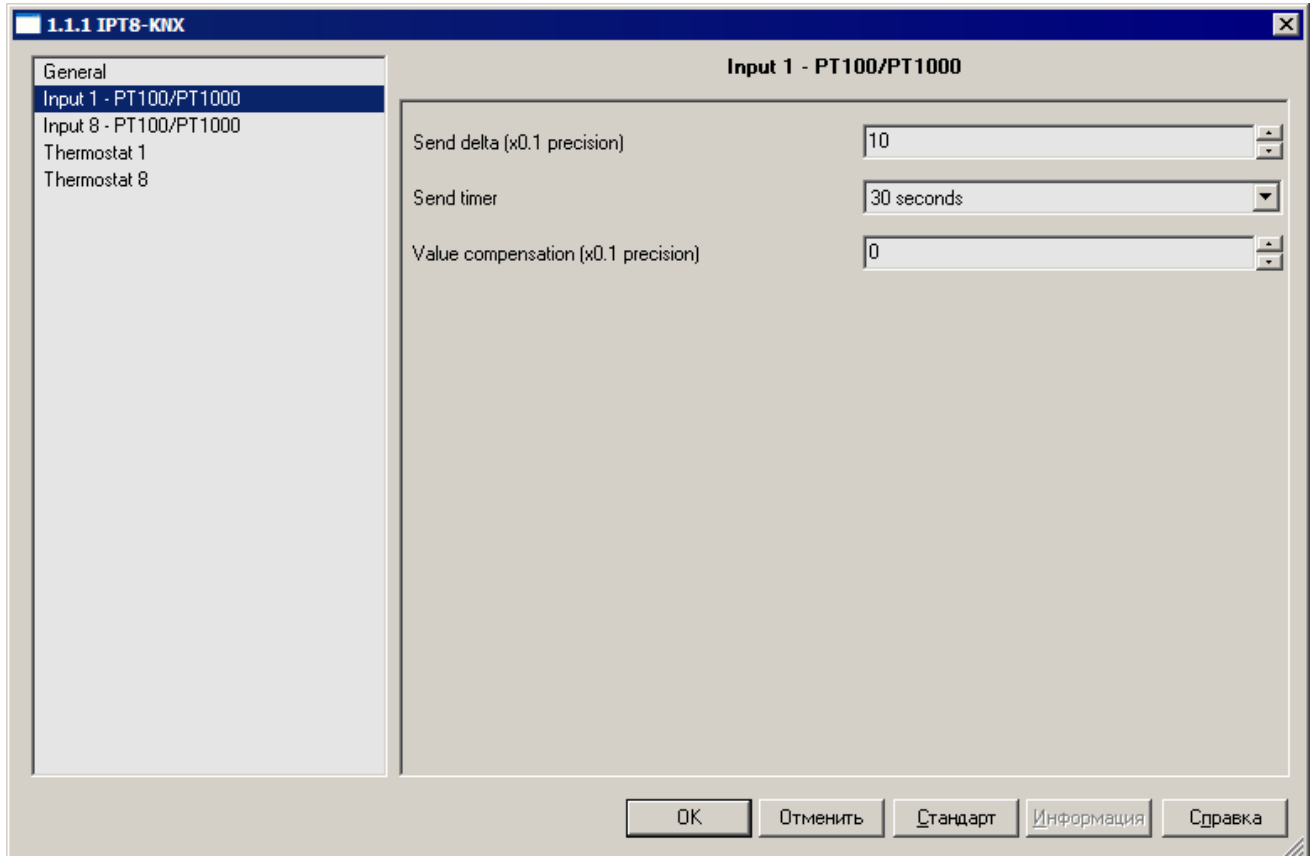 1.1.1 IPT8-KNX
General
Input 1 - PT100/PT1000
Input 8 - PT100/PT1000
Thermostat 1
Thermostat 8
Input 1 - PT100/PT1000
Send delta (x0.1 precision) 10
Send timer 30 seconds
Value compensation (x0.1 precision) 0
OK Отменить Стандарт Информация Справка